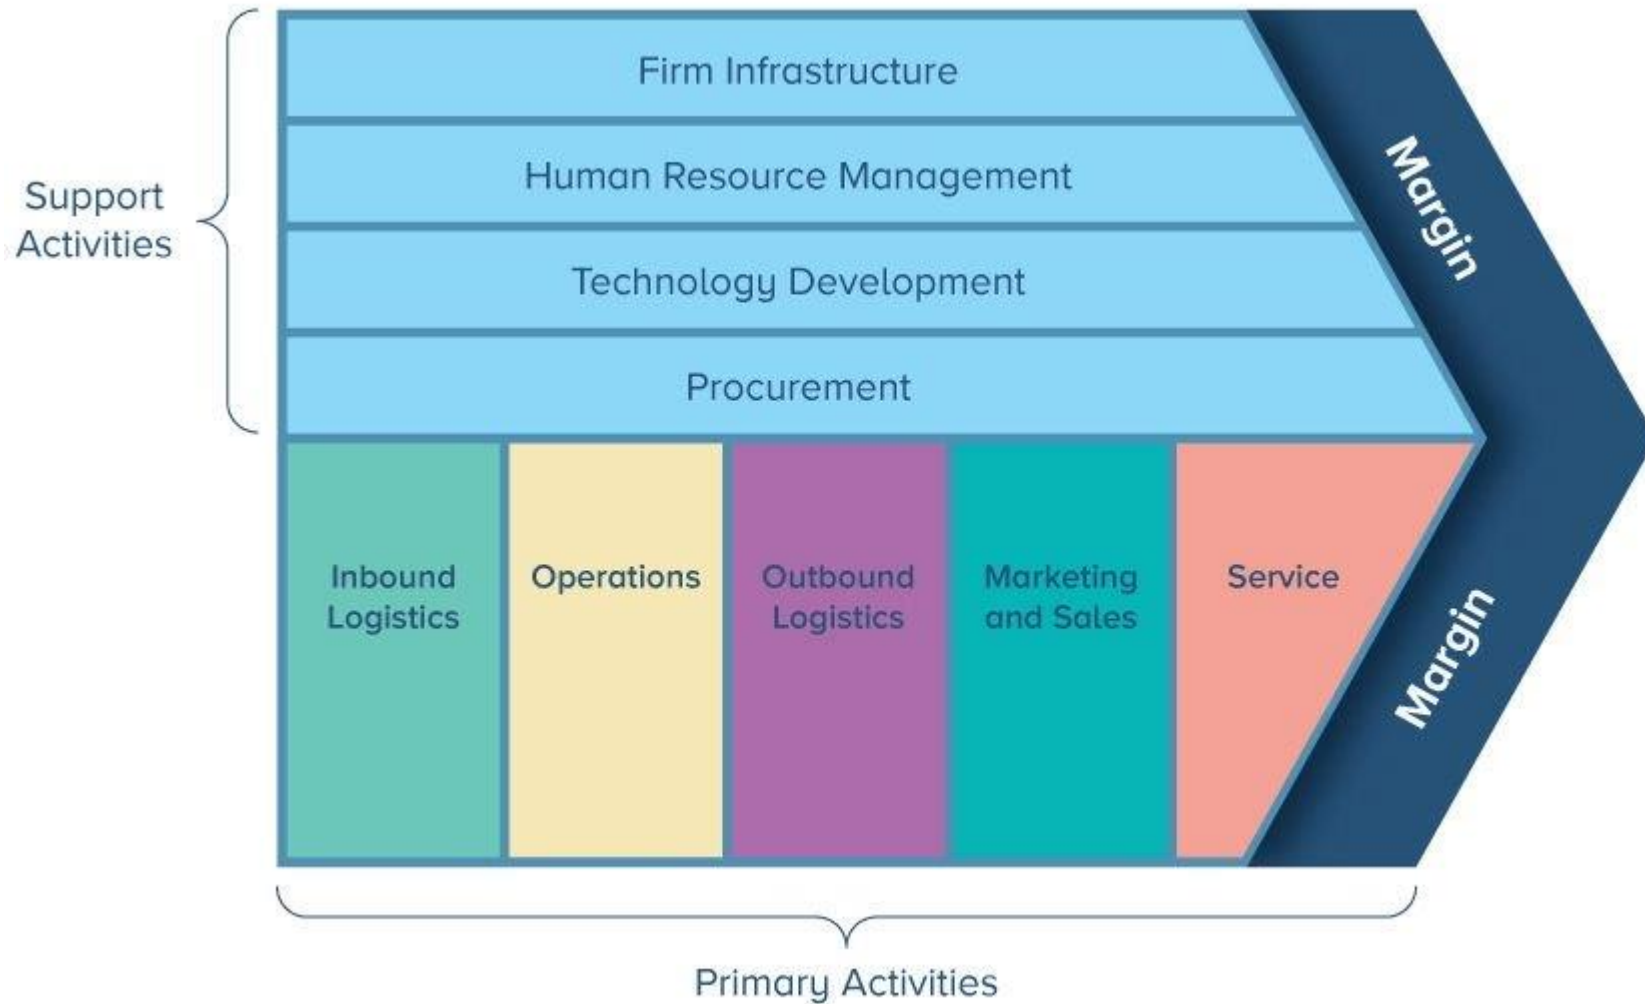 Support
Activities
Firm Infrastructure
Human Resource Management
Technology Development
Procurement
Margin
Inbound
Logistics
Operations
Outbound
Logistics
Marketing
and Sales
Service
Margin
Primary Activities